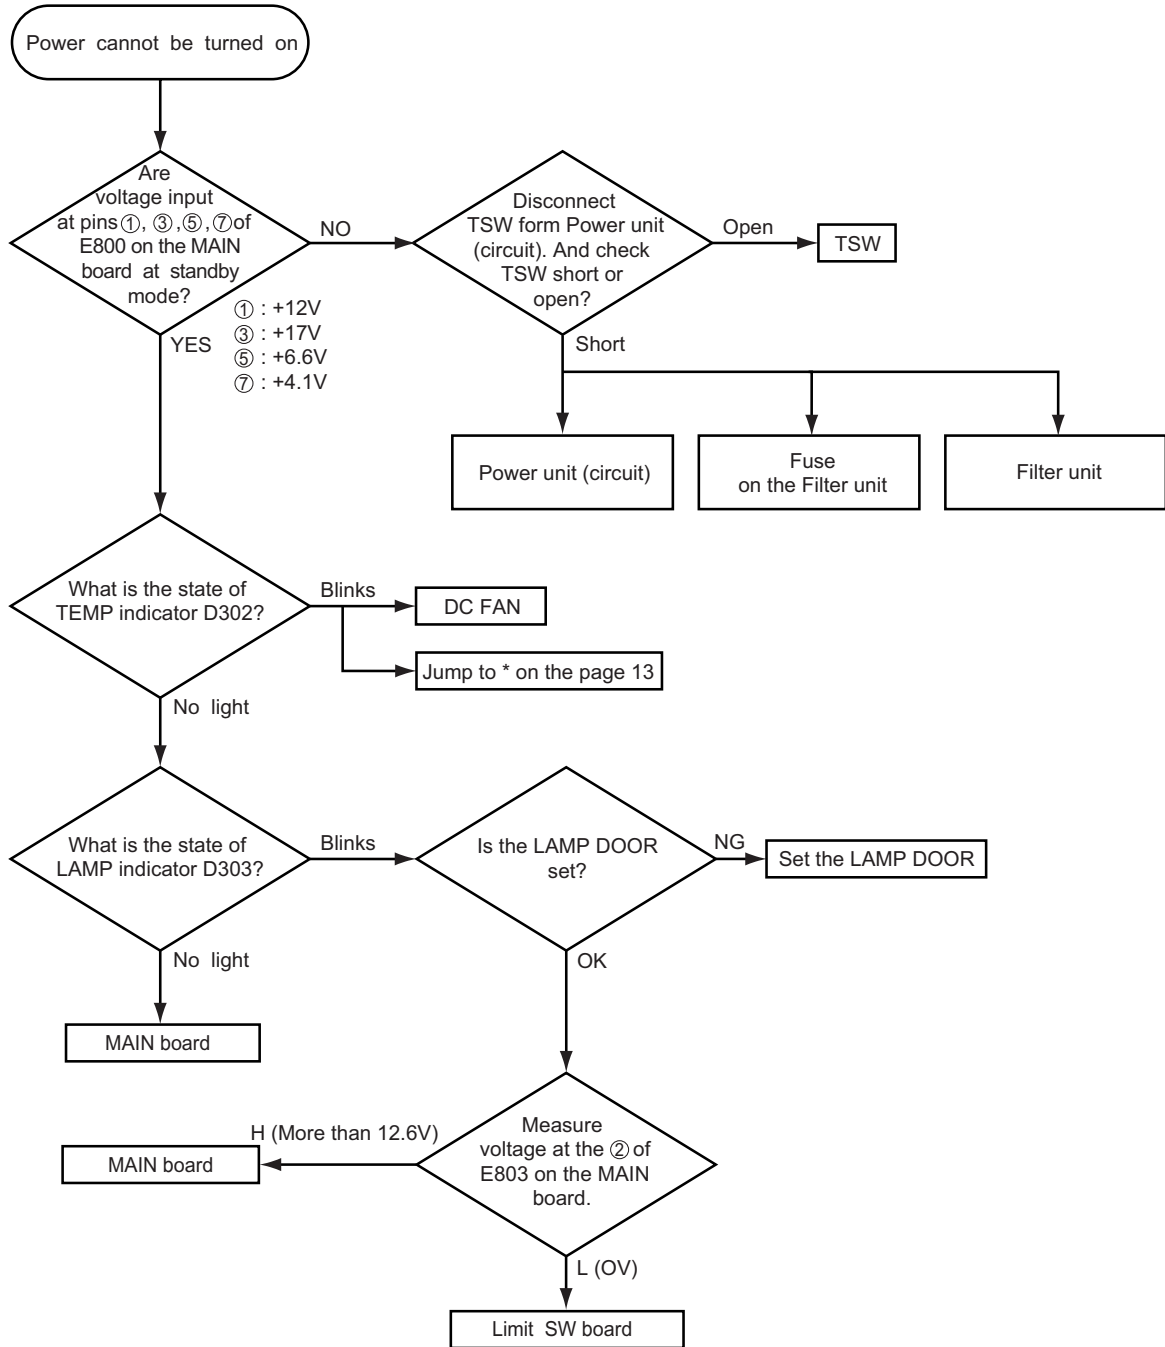 Power cannot be turned on
Are
voltage input
at pins ①, ③,⑤,⑦of
E800 on the MAIN
board at standby
mode?
NO
YES
① : +12V
③ : +17V
⑤ : +6.6V
⑦ : +4.1V
Disconnect
TSW form Power unit
(circuit). And check
TSW short or
open?
Open
TSW
Short
Power unit (circuit)
Fuse
on the Filter unit
Filter unit
What is the state of
TEMP indicator D302?
Blinks
DC FAN
Jump to * on the page 13
No light
What is the state of
LAMP indicator D303?
Blinks
Is the LAMP DOOR
set?
NG
Set the LAMP DOOR
No light
MAIN board
OK
Measure
voltage at the ② of
E803 on the MAIN
board.
H (More than 12.6V)
MAIN board
L (OV)
Limit SW board